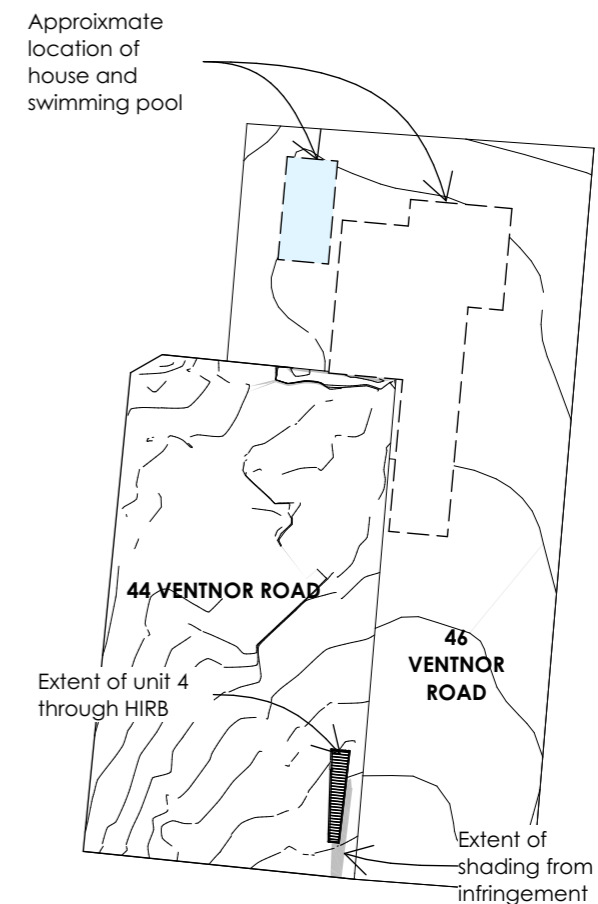 Approixmate
location of
house and
swimming pool
44 VENTNOR ROAD
46
VENTNOR
ROAD
Extent of unit 4
through HIRB
Extent of
shading from
infringement